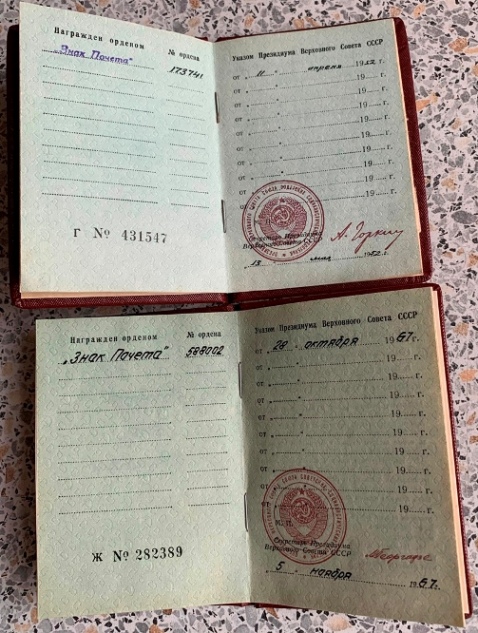 Награжден орденом № ордена
„Знак Почета" 173741
Г № 431547
Указом Президиума Верховного Совета СССР
от „ 11 " апреля 1952 г.
от „ " 19 г.
от „ " 19 г.
от „ " 19 г.
от „ " 19 г.
от „ " 19 г.
от „ " 19 г.
от 19 г.
Секретарь Президиума
Верховного Совета СССР А. Горкин
„ 13 " мая 1952 г.
Награжден орденом № ордена
„Знак Почета" 588002
Ж № 282389
Указом Президиума Верховного Совета СССР
от „ 28 " октября 1967 г.
от „ " 19 г.
от „ " 19 г.
от „ " 19 г.
от „ " 19 г.
от „ " 19 г.
от „ 19 г.
от 19 г.
М. П.
Секретарь Президиума
Верховного Совета СССР
„ 5 " ноября 1967 г.